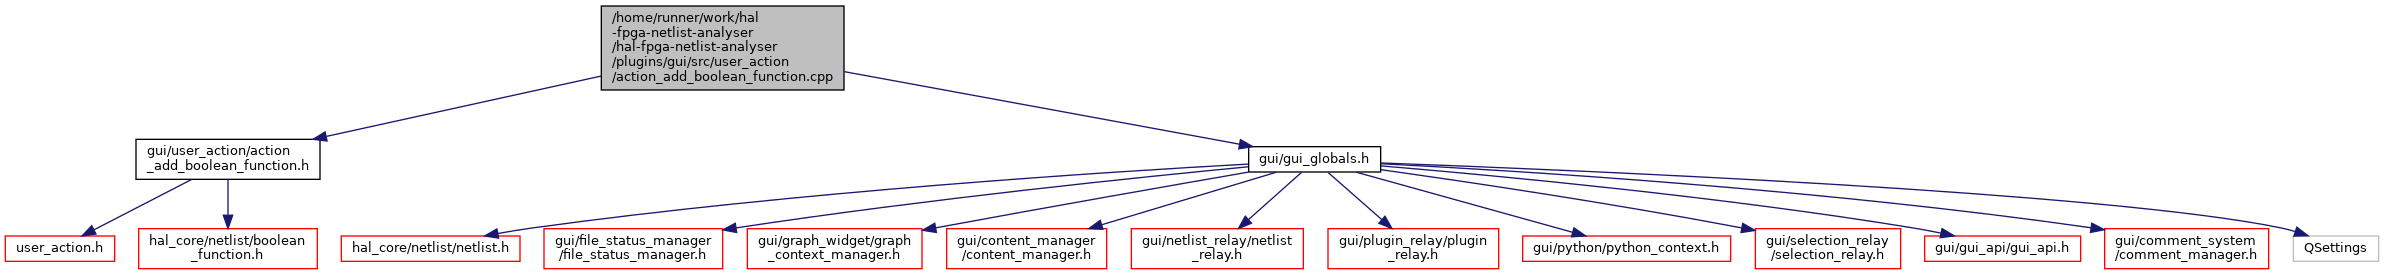 /home/runner/work/hal
-fpga-netlist-analyser
/hal-fpga-netlist-analyser
/plugins/gui/src/user_action
/action_add_boolean_function.cpp
gui/user_action/action
_add_boolean_function.h
gui/gui_globals.h
user_action.h
hal_core/netlist/boolean
_function.h
hal_core/netlist/netlist.h
gui/file_status_manager
/file_status_manager.h
gui/graph_widget/graph
_context_manager.h
gui/content_manager
/content_manager.h
gui/netlist_relay/netlist
_relay.h
gui/plugin_relay/plugin
_relay.h
gui/python/python_context.h
gui/selection_relay
/selection_relay.h
gui/gui_api/gui_api.h
gui/comment_system
/comment_manager.h
QSettings